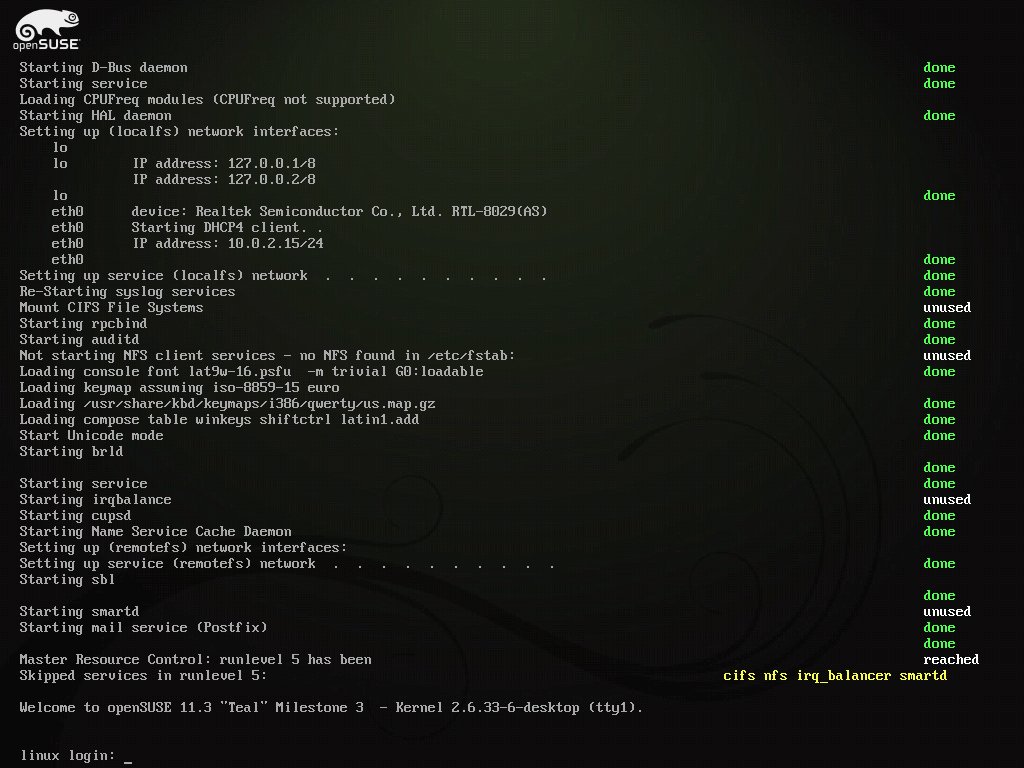 openSUSE
Starting D-Bus daemon done
Starting service done
Loading CPUFreq modules (CPUFreq not supported)
Starting HAL daemon done
Setting up (localfs) network interfaces:
lo
lo IP address: 127.0.0.1/8
IP address: 127.0.0.2/8
lo done
eth0 device: Realtek Semiconductor Co., Ltd. RTL-8029(AS)
eth0 Starting DHCP4 client. .
eth0 IP address: 10.0.2.15/24
eth0 done
Setting up service (localfs) network . . . . . . . . . . done
Re-Starting syslog services done
Mount CIFS File Systems unused
Starting rpcbind done
Starting auditd done
Not starting NFS client services - no NFS found in /etc/fstab: unused
Loading console font lat9w-16.psfu -m trivial G0:loadable done
Loading keymap assuming iso-8859-15 euro
Loading /usr/share/kbd/keymaps/i386/qwerty/us.map.gz done
Loading compose table winkeys shiftctrl latin1.add done
Start Unicode mode done
Starting brld
done
Starting service done
Starting irqbalance unused
Starting cupsd done
Starting Name Service Cache Daemon done
Setting up (remotefs) network interfaces:
Setting up service (remotefs) network . . . . . . . . . . done
Starting sbl
done
Starting smartd unused
Starting mail service (Postfix) done
done
Master Resource Control: runlevel 5 has been reached
Skipped services in runlevel 5: cifs nfs irq_balancer smartd
Welcome to openSUSE 11.3 "Teal" Milestone 3 - Kernel 2.6.33-6-desktop (tty1).
linux login: _